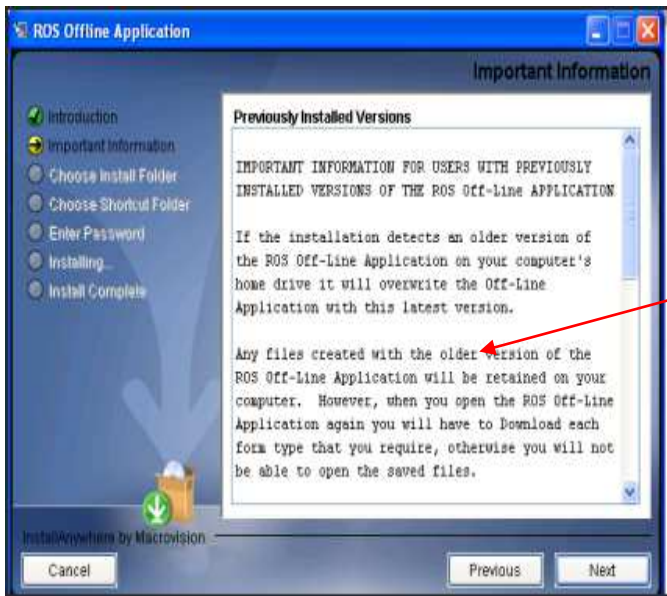 ROS Offline Application
Important Information
Introduction
Important Information
Choose Install Folder
Choose Shortcut Folder
Enter Password
Installing...
Install Complete
Previously Installed Versions
IMPORTANT INFORMATION FOR USERS WITH PREVIOUSLY
INSTALLED VERSIONS OF THE ROS Off-Line APPLICATION
If the installation detects an older version of
the ROS Off-Line Application on your computer's
home drive it will overwrite the Off-Line
Application with this latest version.
Any files created with the older version of the
ROS Off-Line Application will be retained on your
computer. However, when you open the ROS Off-Line
Application again you will have to Download each
form type that you require, otherwise you will not
be able to open the saved files.
InstallAnywhere by Macrovision
Cancel
Previous
Next